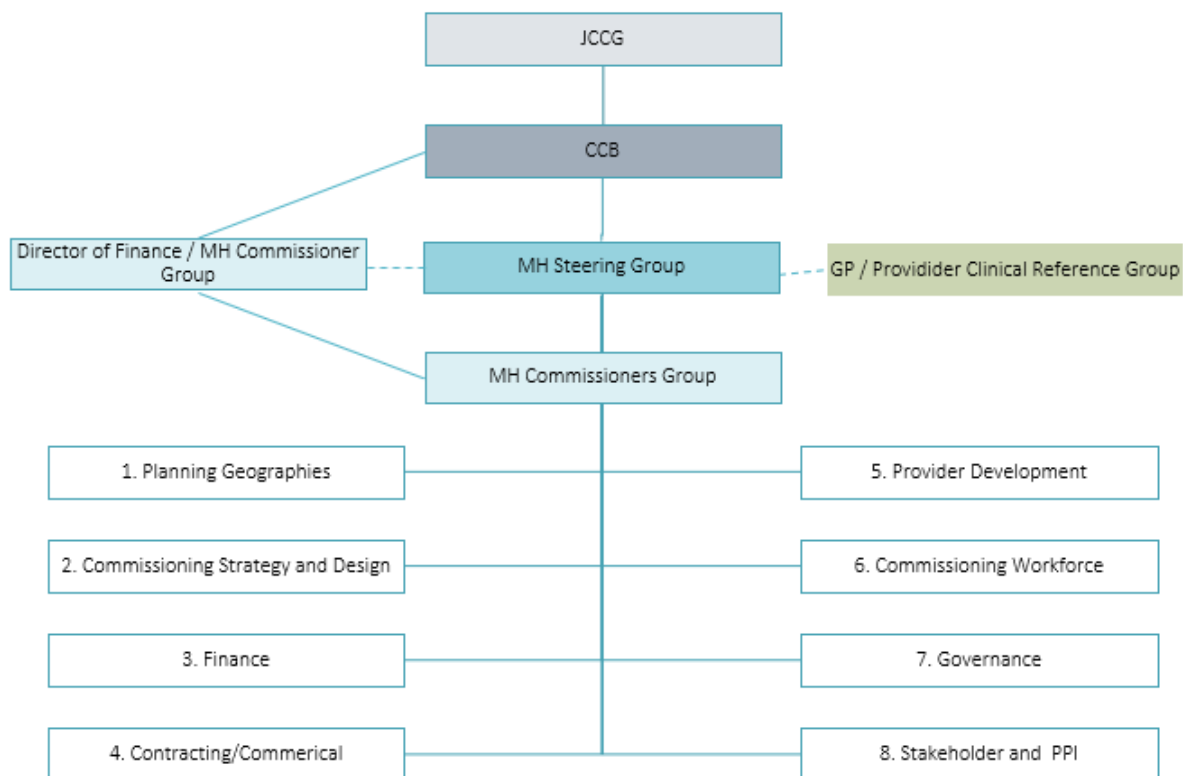 JCCG
CCB
Director of Finance / MH Commissioner
Group
MH Steering Group
GP / Providider Clinical Reference Group
MH Commissioners Group
1. Planning Geographies
5. Provider Development
2. Commissioning Strategy and Design
6. Commissioning Workforce
3. Finance
7. Governance
4. Contracting/Commerical
8. Stakeholder and PPI